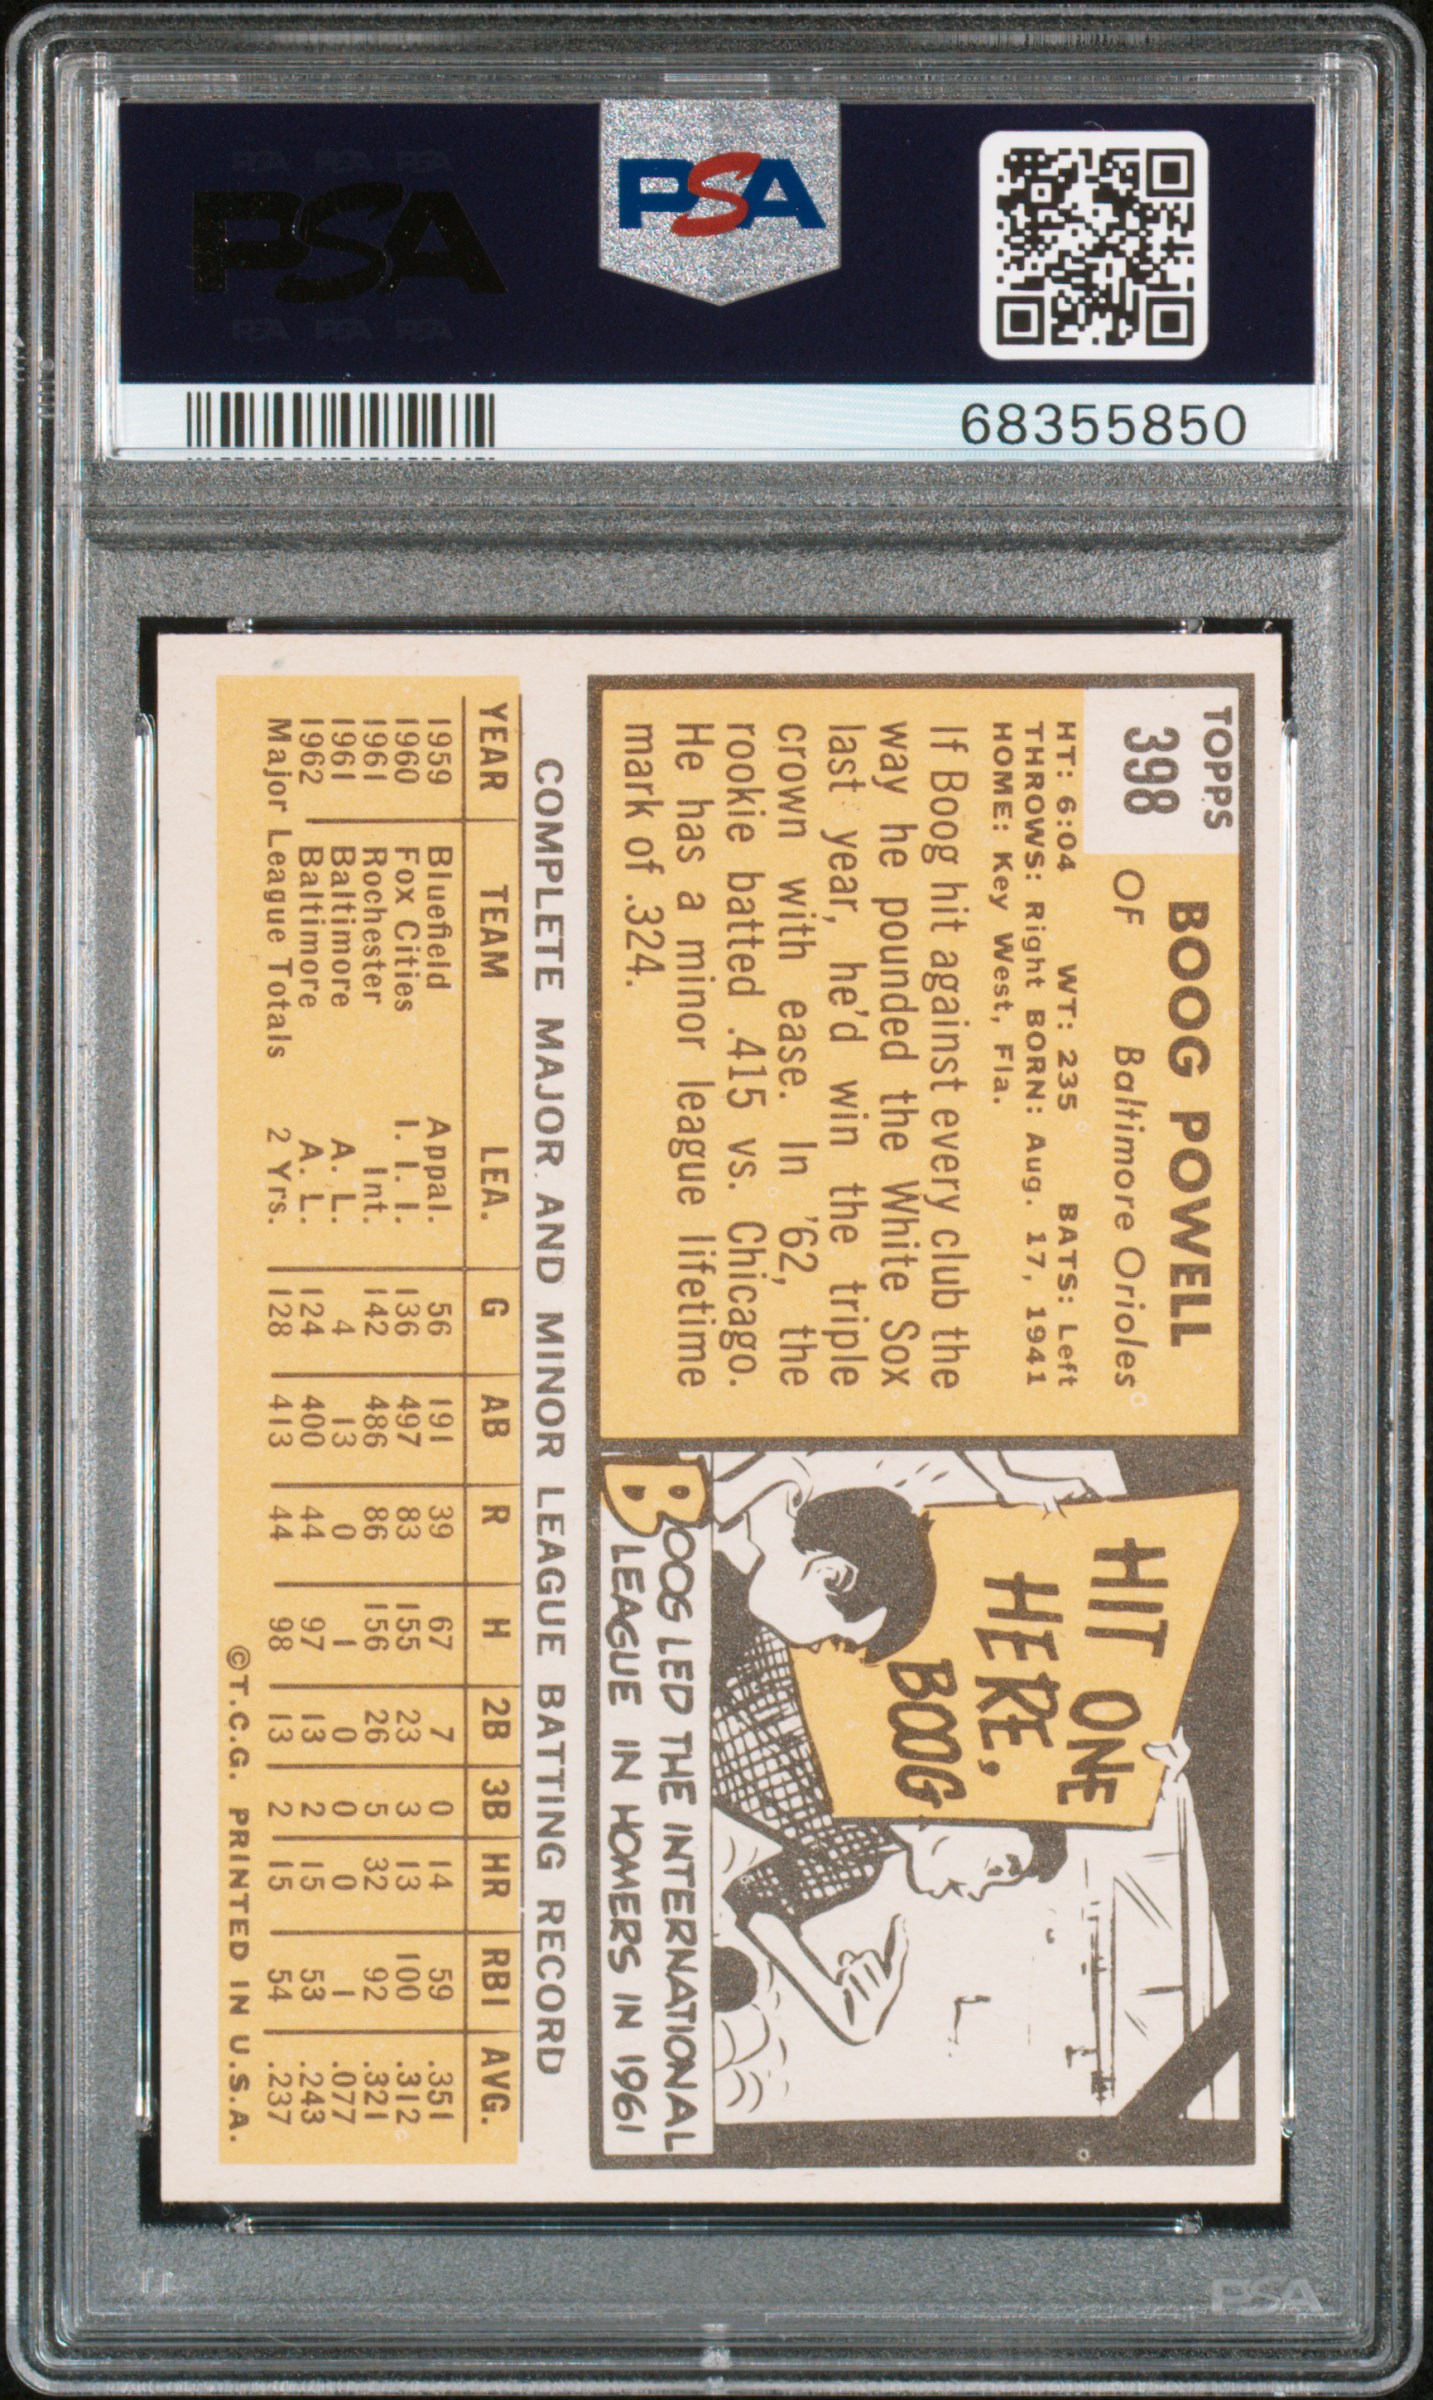 PSA PSA PSA
PSA
PSA PSA PSA
PSA
68355850
TOPPS
398
BOOG POWELL
OF Baltimore Orioles
HT: 6:04 WT: 235 BATS: Left
THROWS: Right BORN: Aug. 17, 1941
HOME: Key West, Fla.
If Boog hit against every club the
way he pounded the White Sox
last year, he'd win the triple
crown with ease. In '62, the
rookie batted .415 vs. Chicago.
He has a minor league lifetime
mark of .324.
HIT ONE
HERE,
BOOG
BOOG LED THE INTERNATIONAL
LEAGUE IN HOMERS IN 1961
COMPLETE MAJOR AND MINOR LEAGUE BATTING RECORD
YEAR TEAM LEA. G AB R H 2B 3B HR RBI AVG.
1959 Bluefield Appal. 56 191 39 67 7 0 14 59 .351
1960 Fox Cities I. I. I. 136 497 83 155 23 3 13 100 .312
1961 Rochester Int. 142 486 86 156 26 5 32 92 .321
1961 Baltimore A. L. 4 13 0 1 0 0 0 1 .077
1962 Baltimore A. L. 124 400 44 97 13 2 15 53 .243
Major League Totals 2 Yrs. 128 413 44 98 13 2 15 54 .237
©T.C.G. PRINTED IN U.S.A.
PSA